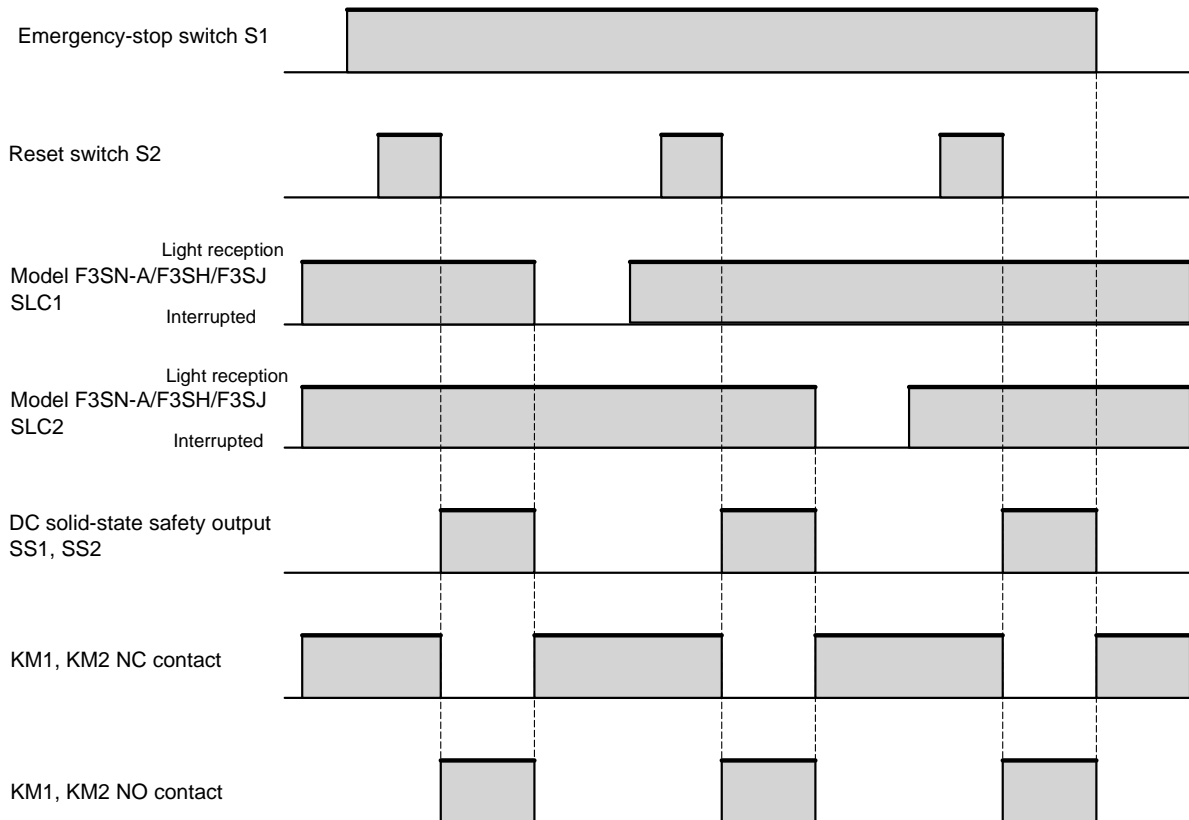 Emergency-stop switch S1
Reset switch S2
Light reception
Model F3SN-A/F3SH/F3SJ
SLC1
Interrupted
Light reception
Model F3SN-A/F3SH/F3SJ
SLC2
Interrupted
DC solid-state safety output
SS1, SS2
KM1, KM2 NC contact
KM1, KM2 NO contact